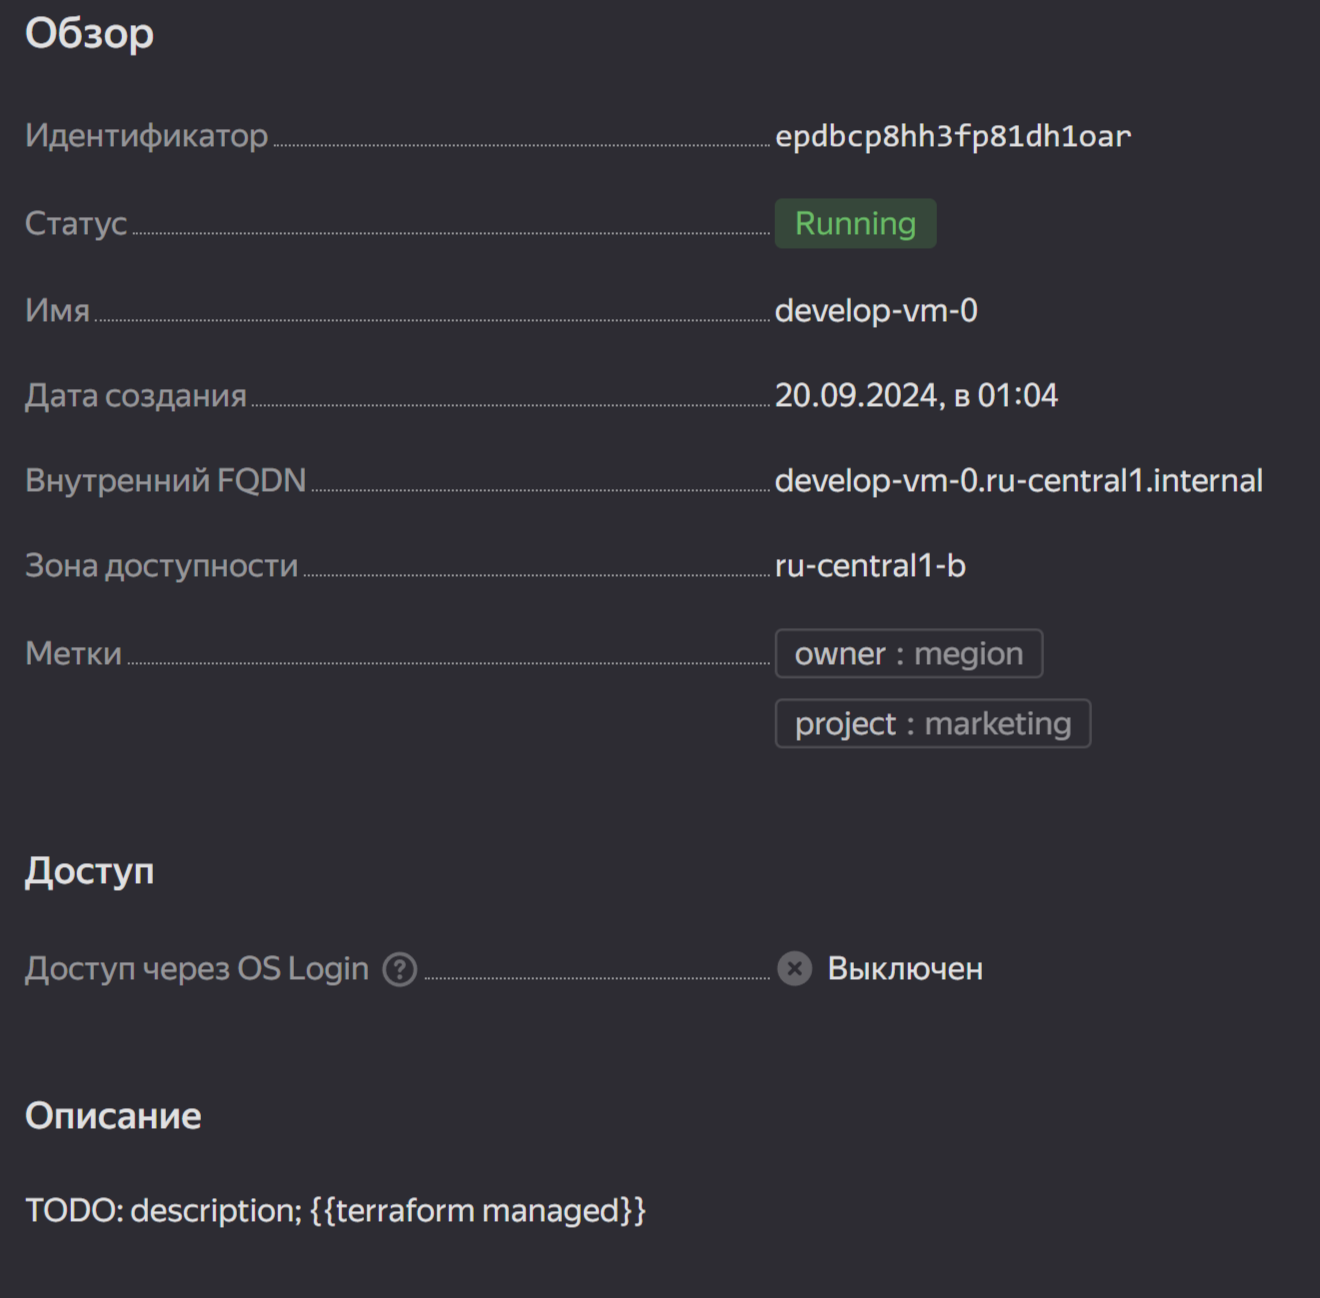 Обзор
Идентификатор epdbcp8hh3fp81dh1oar
Статус Running
Имя develop-vm-0
Дата создания 20.09.2024, в 01:04
Внутренний FQDN develop-vm-0.ru-central1.internal
Зона доступности ru-central1-b
Метки owner : megion
project : marketing
Доступ
Доступ через OS Login ? Выключен
Описание
TODO: description; {{terraform managed}}